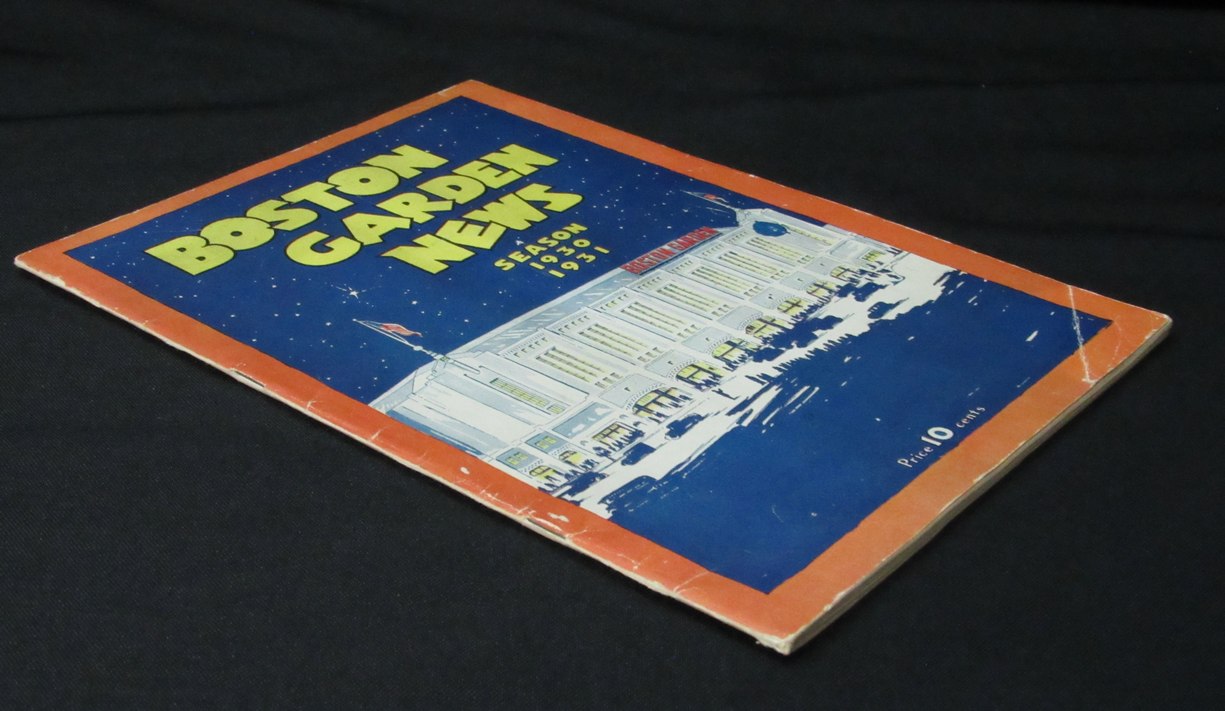 BOSTON
GARDEN
NEWS
SEASON
1930
1931
BOSTON GARDEN
Price 10 cents